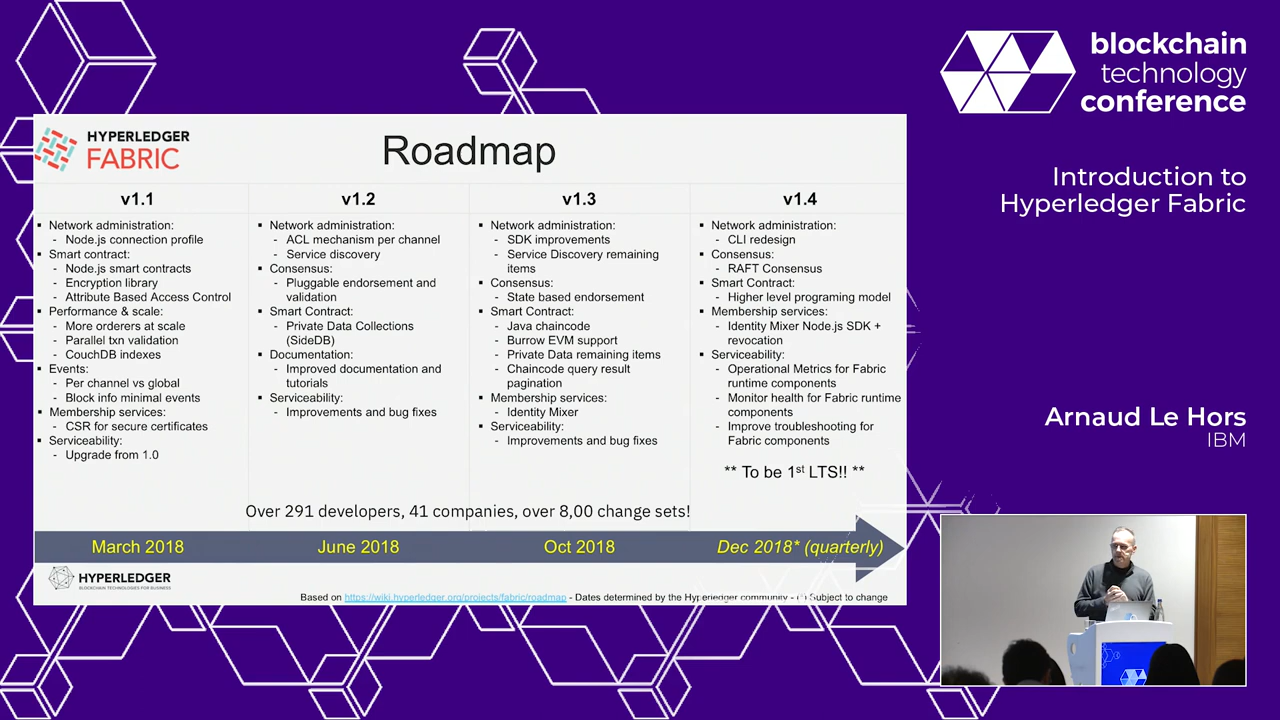 blockchain
technology
conference
Introduction to
Hyperledger Fabric
Arnaud Le Hors
IBM
HYPERLEDGER
FABRIC
Roadmap
v1.1
▪ Network administration:
- Node.js connection profile
▪ Smart contract:
- Node.js smart contracts
- Encryption library
- Attribute Based Access Control
▪ Performance & scale:
- More orderers at scale
- Parallel txn validation
- CouchDB indexes
▪ Events:
- Per channel vs global
- Block info minimal events
▪ Membership services:
- CSR for secure certificates
▪ Serviceability:
- Upgrade from 1.0
March 2018
v1.2
▪ Network administration:
- ACL mechanism per channel
- Service discovery
▪ Consensus:
- Pluggable endorsement and
validation
▪ Smart Contract:
- Private Data Collections
(SideDB)
▪ Documentation:
- Improved documentation and
tutorials
▪ Serviceability:
- Improvements and bug fixes
June 2018
v1.3
▪ Network administration:
- SDK improvements
- Service Discovery remaining
items
▪ Consensus:
- State based endorsement
▪ Smart Contract:
- Java chaincode
- Burrow EVM support
- Private Data remaining items
- Chaincode query result
pagination
▪ Membership services:
- Identity Mixer
▪ Serviceability:
- Improvements and bug fixes
Oct 2018
v1.4
▪ Network administration:
- CLI redesign
▪ Consensus:
- RAFT Consensus
▪ Smart Contract:
- Higher level programing model
▪ Membership services:
- Identity Mixer Node.js SDK +
revocation
▪ Serviceability:
- Operational Metrics for Fabric
runtime components
- Monitor health for Fabric runtime
components
- Improve troubleshooting for
Fabric components
** To be 1st LTS!! **
Dec 2018* (quarterly)
Over 291 developers, 41 companies, over 8,00 change sets!
HYPERLEDGER
BLOCKCHAIN TECHNOLOGIES FOR BUSINESS
Based on https://wiki.hyperledger.org/projects/fabric/roadmap - Dates determined by the Hyperledger community - (*) Subject to change